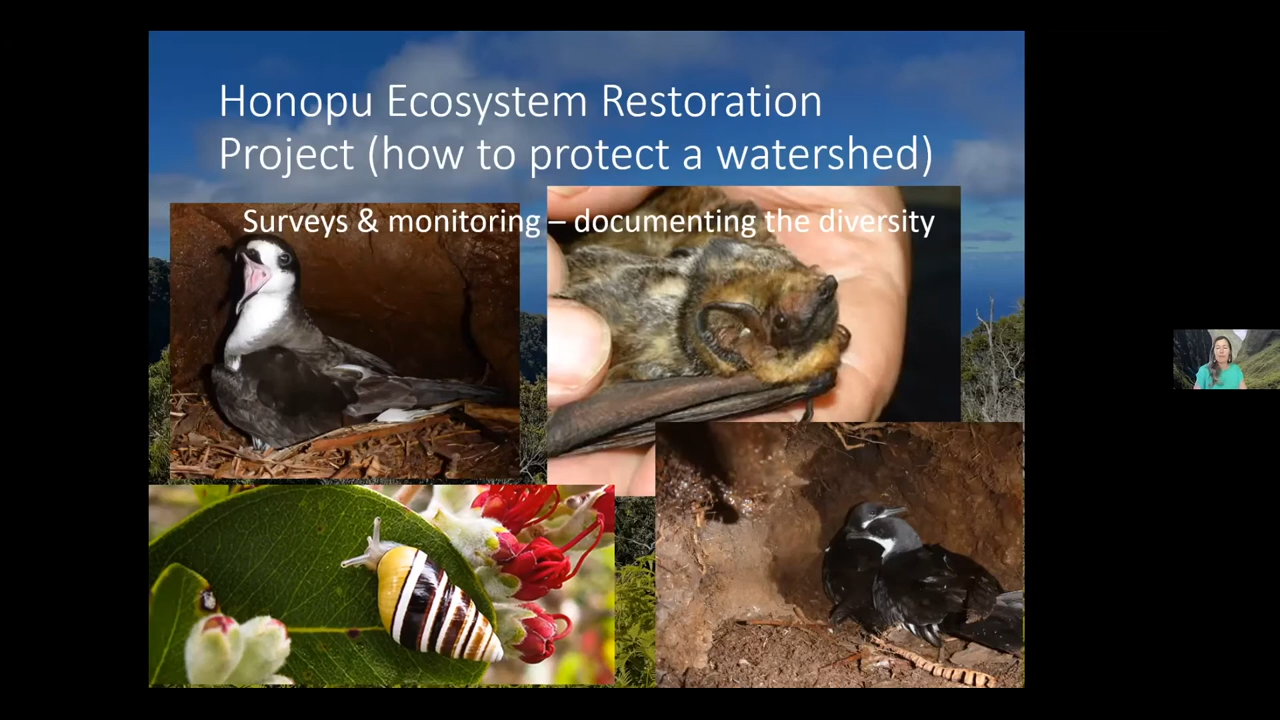 Honopu Ecosystem Restoration
Project (how to protect a watershed)
Surveys & monitoring – documenting the diversity